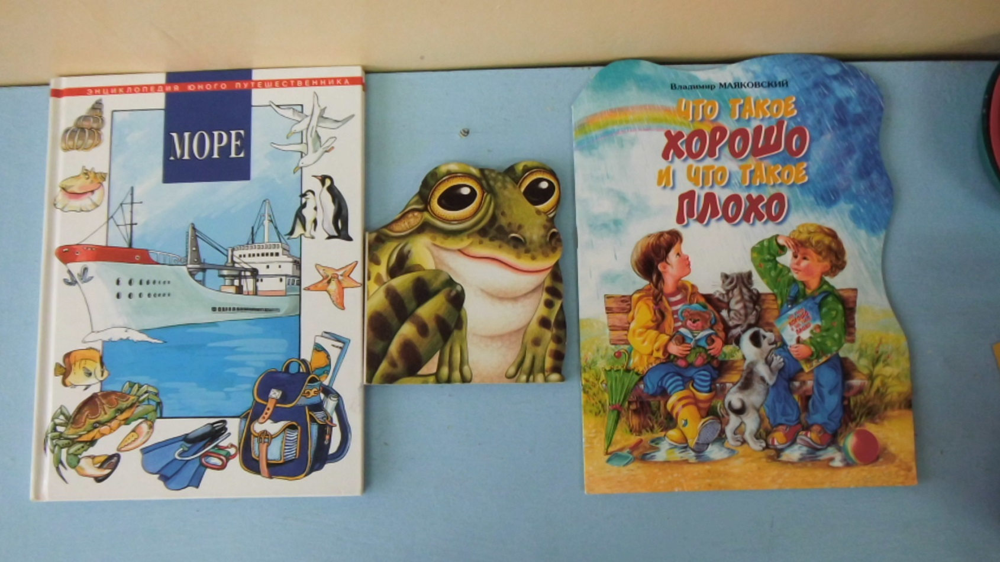 ЭНЦИКЛОПЕДИЯ ЮНОГО ПУТЕШЕСТВЕННИКА
МОРЕ
Владимир МАЯКОВСКИЙ
ЧТО ТАКОЕ
ХОРОШО
И ЧТО ТАКОЕ
ПЛОХО